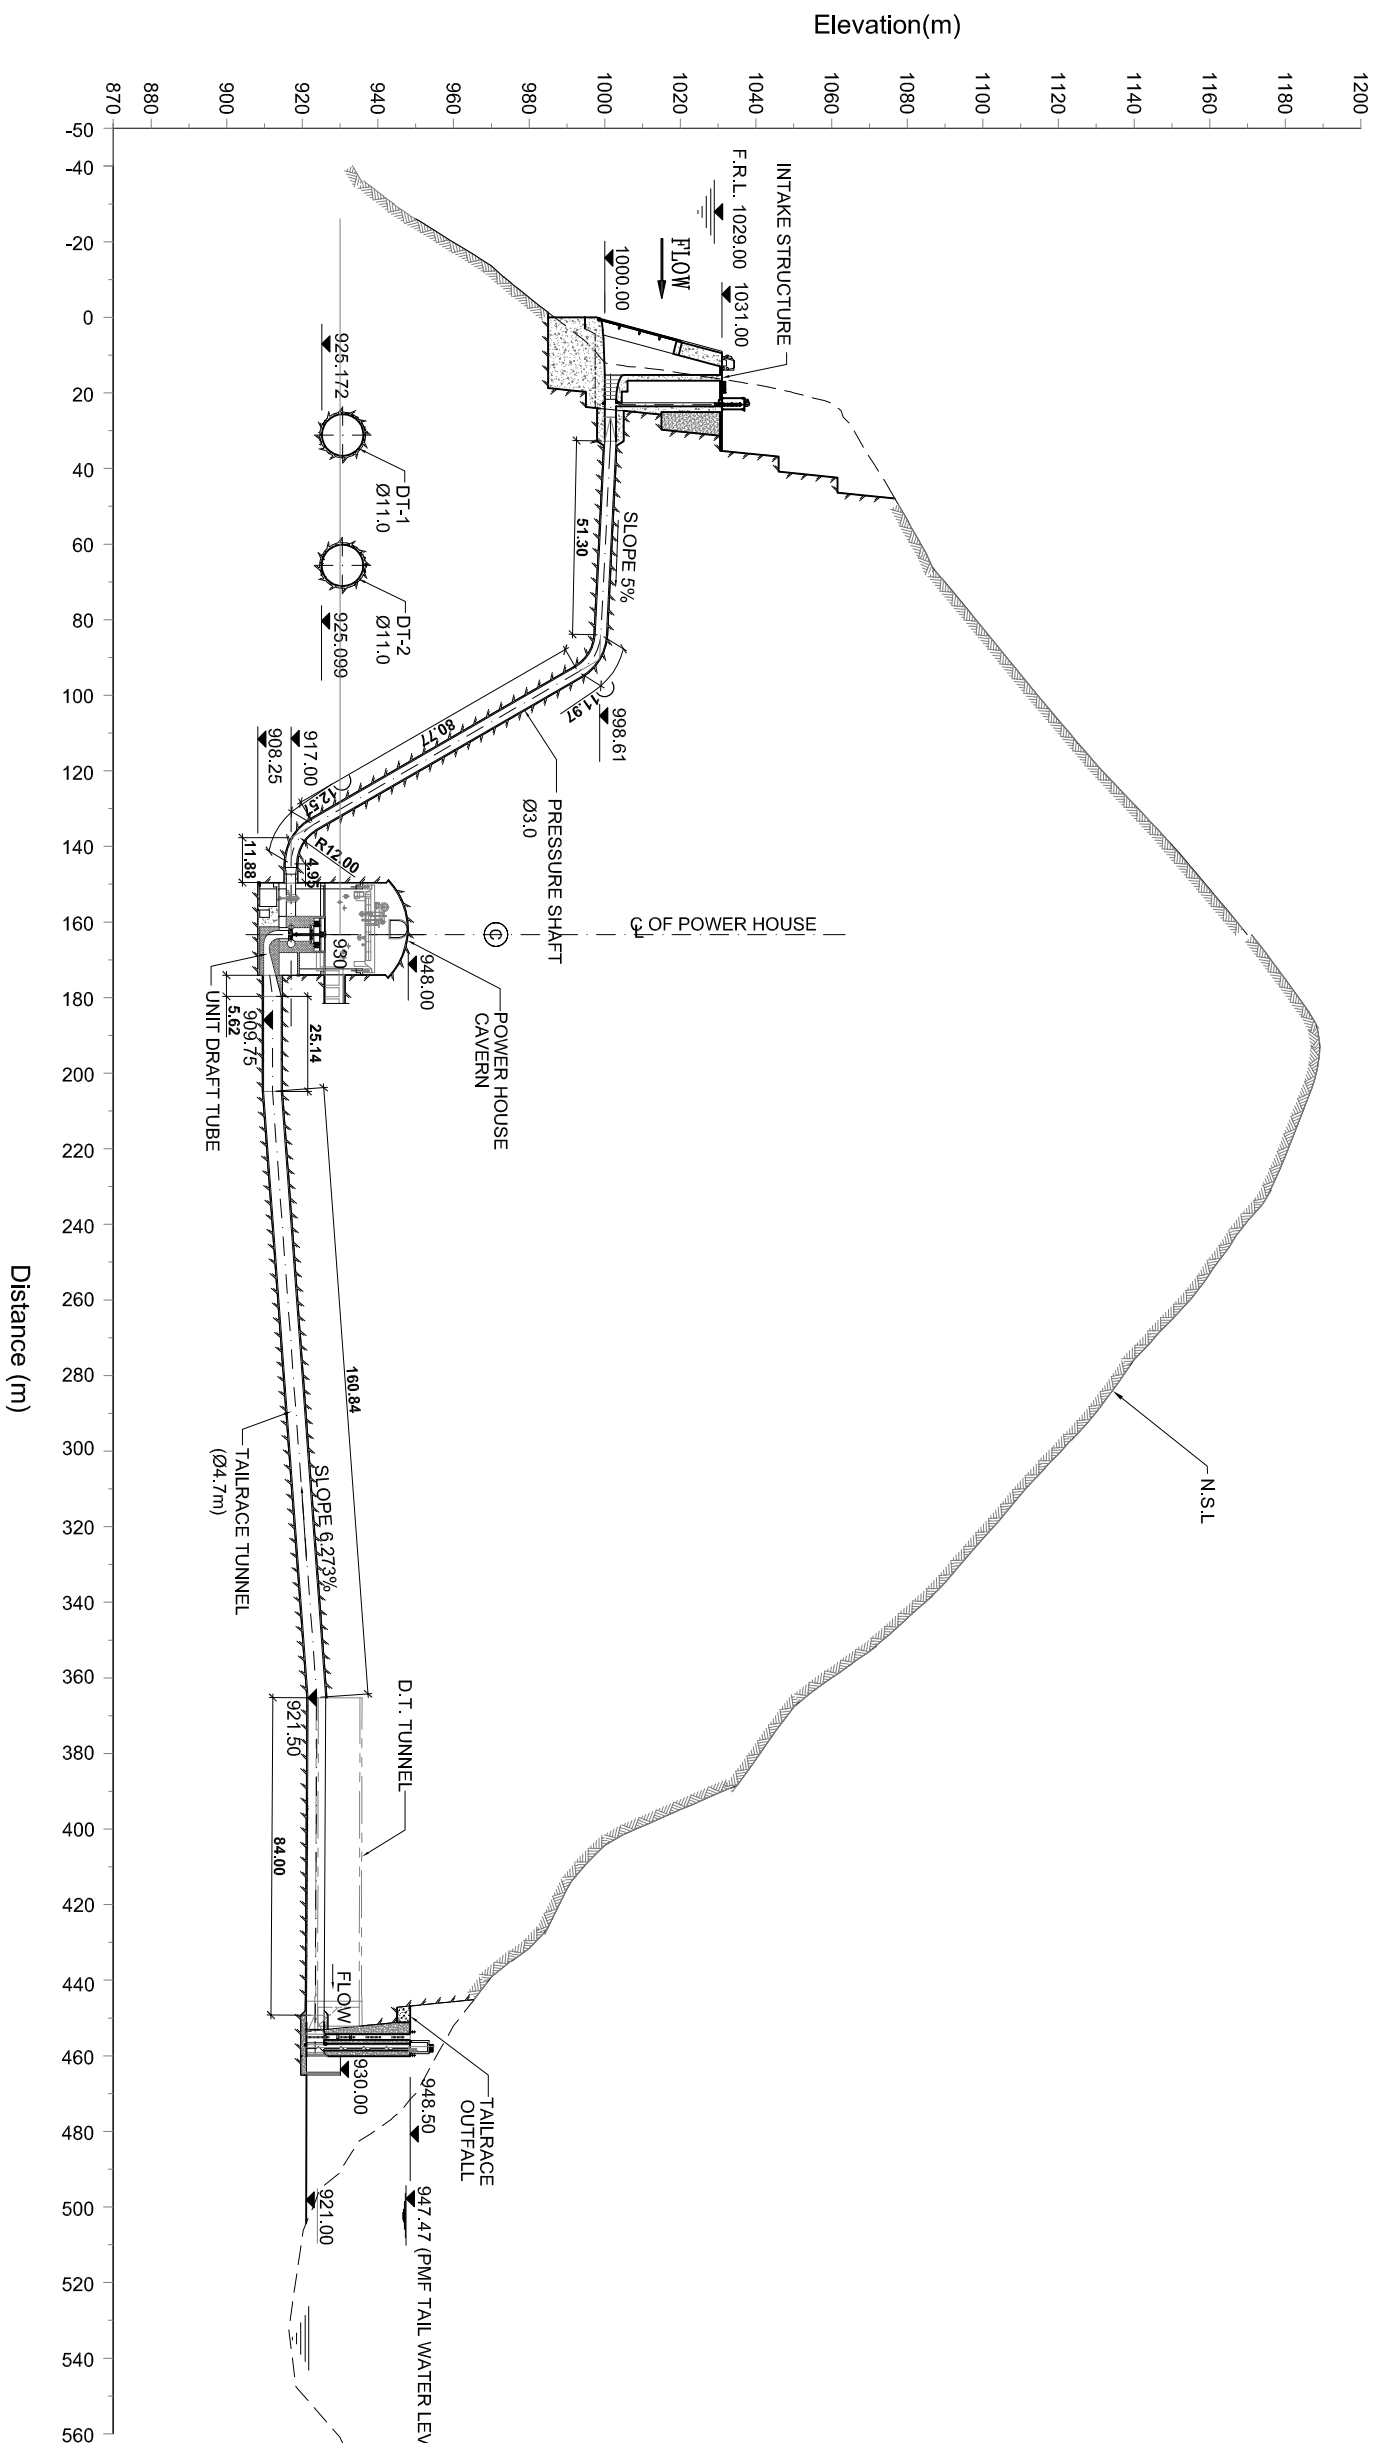 Elevation(m)
1200
1180
1160
1140
1120
1100
1080
1060
1040
1020
1000
980
960
940
920
900
880
870
-50
-40
-20
0
20
40
60
80
100
120
140
160
180
200
220
240
260
280
300
320
340
360
380
400
420
440
460
480
500
520
540
560
Distance (m)
N.S.L
INTAKE STRUCTURE
F.R.L. 1029.00
1031.00
FLOW
1000.00
SLOPE 5%
51.30
11.97
998.61
80.77
PRESSURE SHAFT
Ø3.0
12.57
R12.00
4.95
11.88
917.00
908.25
925.172
DT-1
Ø11.0
DT-2
Ø11.0
925.099
℄ OF POWER HOUSE
C
948.00
POWER HOUSE
CAVERN
930
25.14
5.62
909.75
UNIT DRAFT TUBE
160.84
SLOPE 6.273%
TAILRACE TUNNEL
(Ø4.7m)
D.T. TUNNEL
921.50
84.00
FLOW
930.00
948.50
TAILRACE
OUTFALL
947.47 (PMF TAIL WATER LEV
921.00